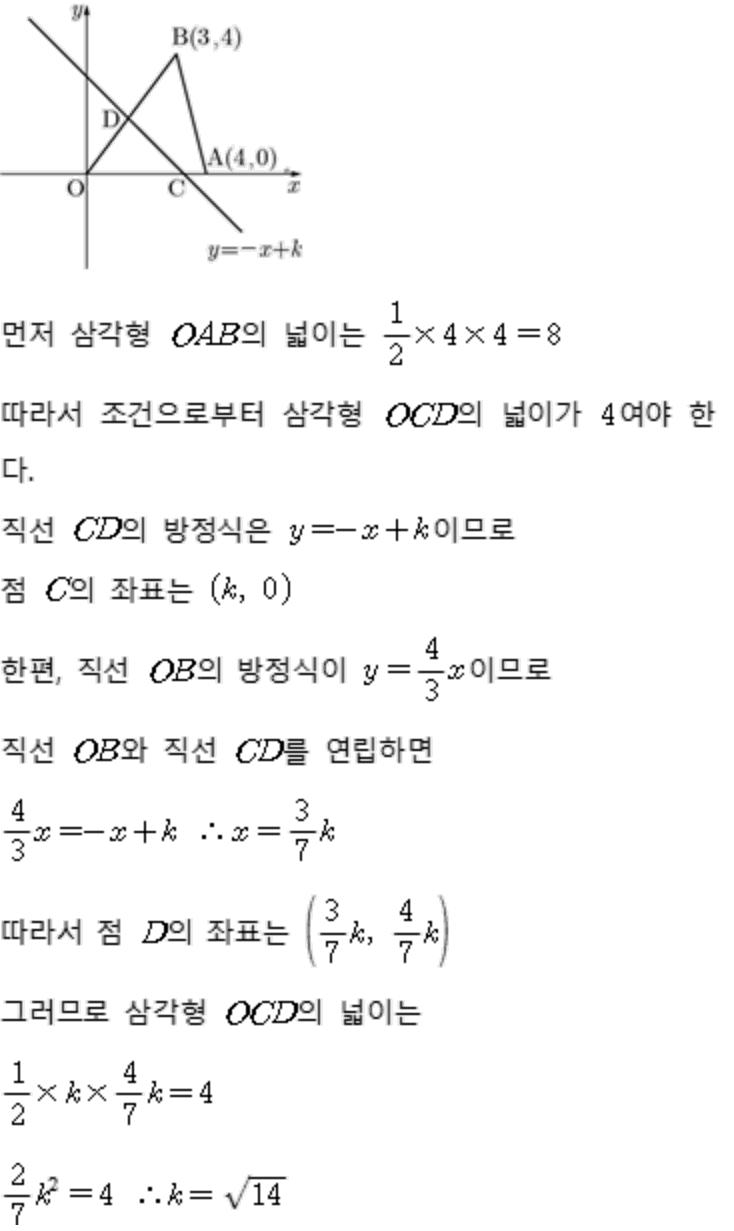 y
B(3,4)
D
A(4,0)
O
C
x
y=-x+k
먼저 삼각형 OAB의 넓이는 1/2×4×4=8
따라서 조건으로부터 삼각형 OCD의 넓이가 4여야 한
다.
직선 CD의 방정식은 y=-x+k이므로
점 C의 좌표는 (k, 0)
한편, 직선 OB의 방정식이 y=4/3x이므로
직선 OB와 직선 CD를 연립하면
4/3x=-x+k ∴x=3/7k
따라서 점 D의 좌표는 (3/7k, 4/7k)
그러므로 삼각형 OCD의 넓이는
1/2×k×4/7k=4
2/7k²=4 ∴k=√14